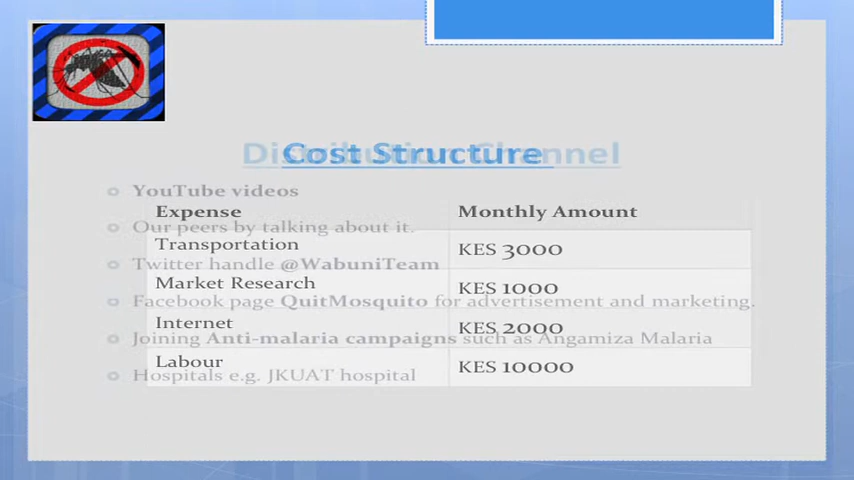 Distribution Channel
Cost Structure
YouTube videos
Expense Monthly Amount
Our peers by talking about it.
Transportation KES 3000
Twitter handle @WabuniTeam
Market Research KES 1000
Facebook page QuitMosquito for advertisement and marketing.
Internet KES 2000
Joining Anti-malaria campaigns such as Angamiza Malaria
Labour KES 10000
Hospitals e.g. JKUAT hospital